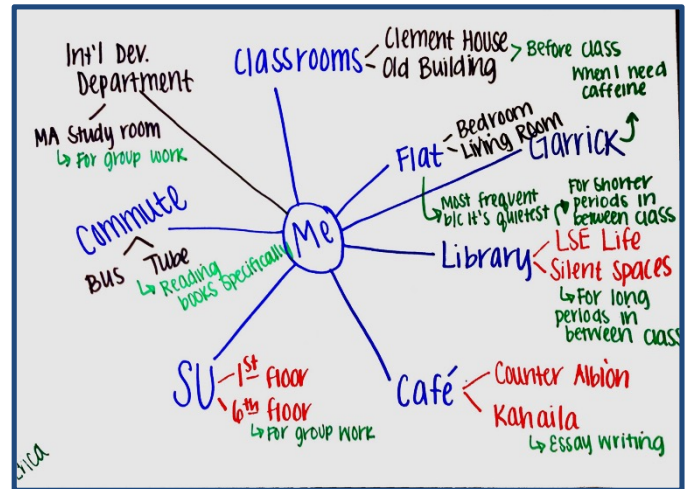 Int'l Dev.
Department
MA Study room
↳ For group work
Classrooms
Clement House
Old Building
> Before class
When I need
caffeine
Flat
Bedroom
Living Room
↳ Most frequent
b/c it's quietest
Garrick
For shorter
periods in
between class
Library
LSE Life
Silent Spaces
↳ For long
periods in
between class
Commute
BUS
Tube
↳ Reading
books specifically
Me
SU
1st floor
6th floor
↳ For group work
Café
Counter Albion
Kahaila
↳ Essay writing